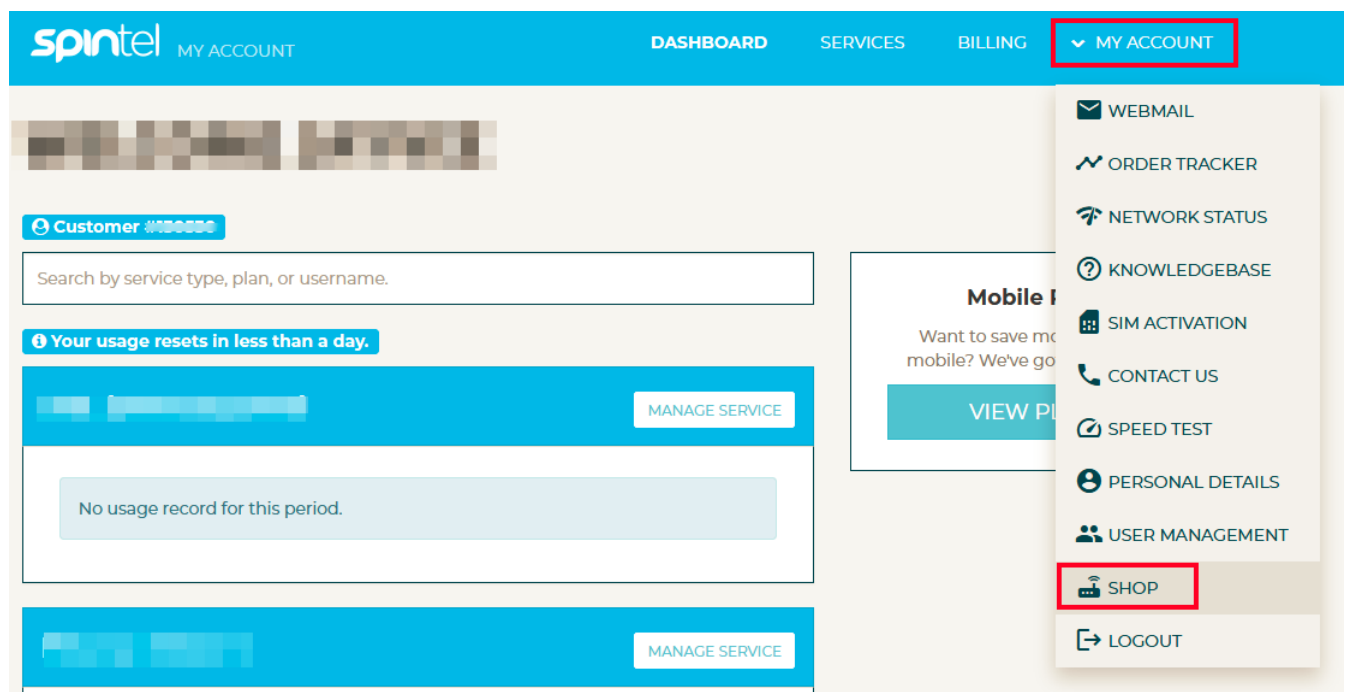 spintel MY ACCOUNT
DASHBOARD SERVICES BILLING MY ACCOUNT
Customer
Search by service type, plan, or username.
Your usage resets in less than a day.
MANAGE SERVICE
No usage record for this period.
MANAGE SERVICE
Mobile
Want to save
mobile? We've
VIEW
WEBMAIL
ORDER TRACKER
NETWORK STATUS
KNOWLEDGEBASE
SIM ACTIVATION
CONTACT US
SPEED TEST
PERSONAL DETAILS
USER MANAGEMENT
SHOP
LOGOUT